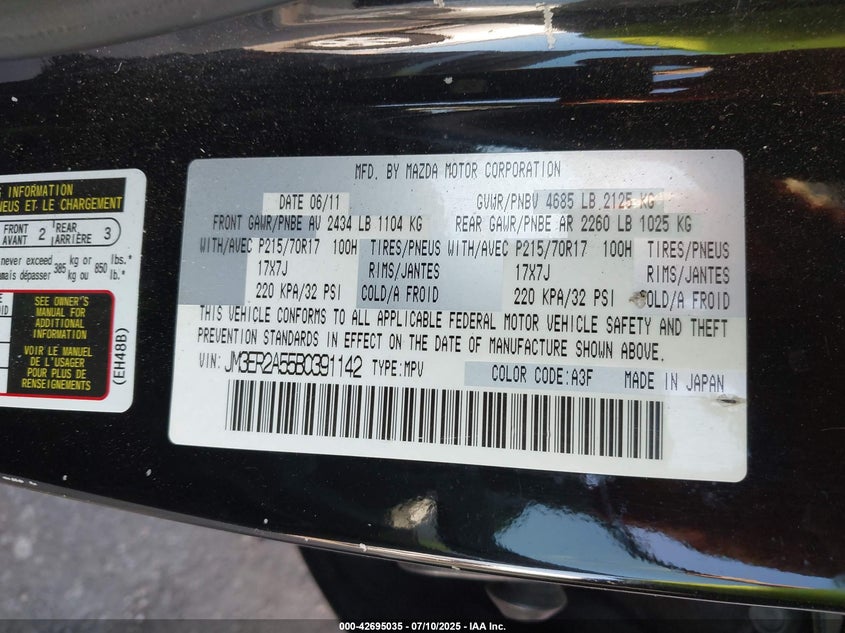 S INFORMATION
NEUS ET LE CHARGEMENT
FRONT AVANT 2 REAR ARRIÈRE 3
never exceed 385 kg or 850 lbs.*
mais dépasser kg ou lb.*
SEE OWNER'S
MANUAL FOR
ADDITIONAL
INFORMATION
VOIR LE MANUEL
DE L'USAGER
POUR PLUS DE
RENSEIGNEMENTS
(EH48B)
MFD. BY MAZDA MOTOR CORPORATION
DATE 06/11 GVWR/PNBV 4685 LB 2125 KG
FRONT GAWR/PNBE AV 2434 LB 1104 KG REAR GAWR/PNBE AR 2260 LB 1025 KG
WITH/AVEC P215/70R17 100H TIRES/PNEUS WITH/AVEC P215/70R17 100H TIRES/PNEUS
17X7J RIMS/JANTES 17X7J RIMS/JANTES
220 KPA/32 PSI COLD/A FROID 220 KPA/32 PSI COLD/A FROID
THIS VEHICLE CONFORMS TO ALL APPLICABLE FEDERAL MOTOR VEHICLE SAFETY AND THEFT
PREVENTION STANDARDS IN EFFECT ON THE DATE OF MANUFACTURE SHOWN ABOVE.
VIN: JM3ER2A55B0391142 TYPE:MPV COLOR CODE:A3F MADE IN JAPAN
000-42695035 / 07/10/2025 - IAA Inc.